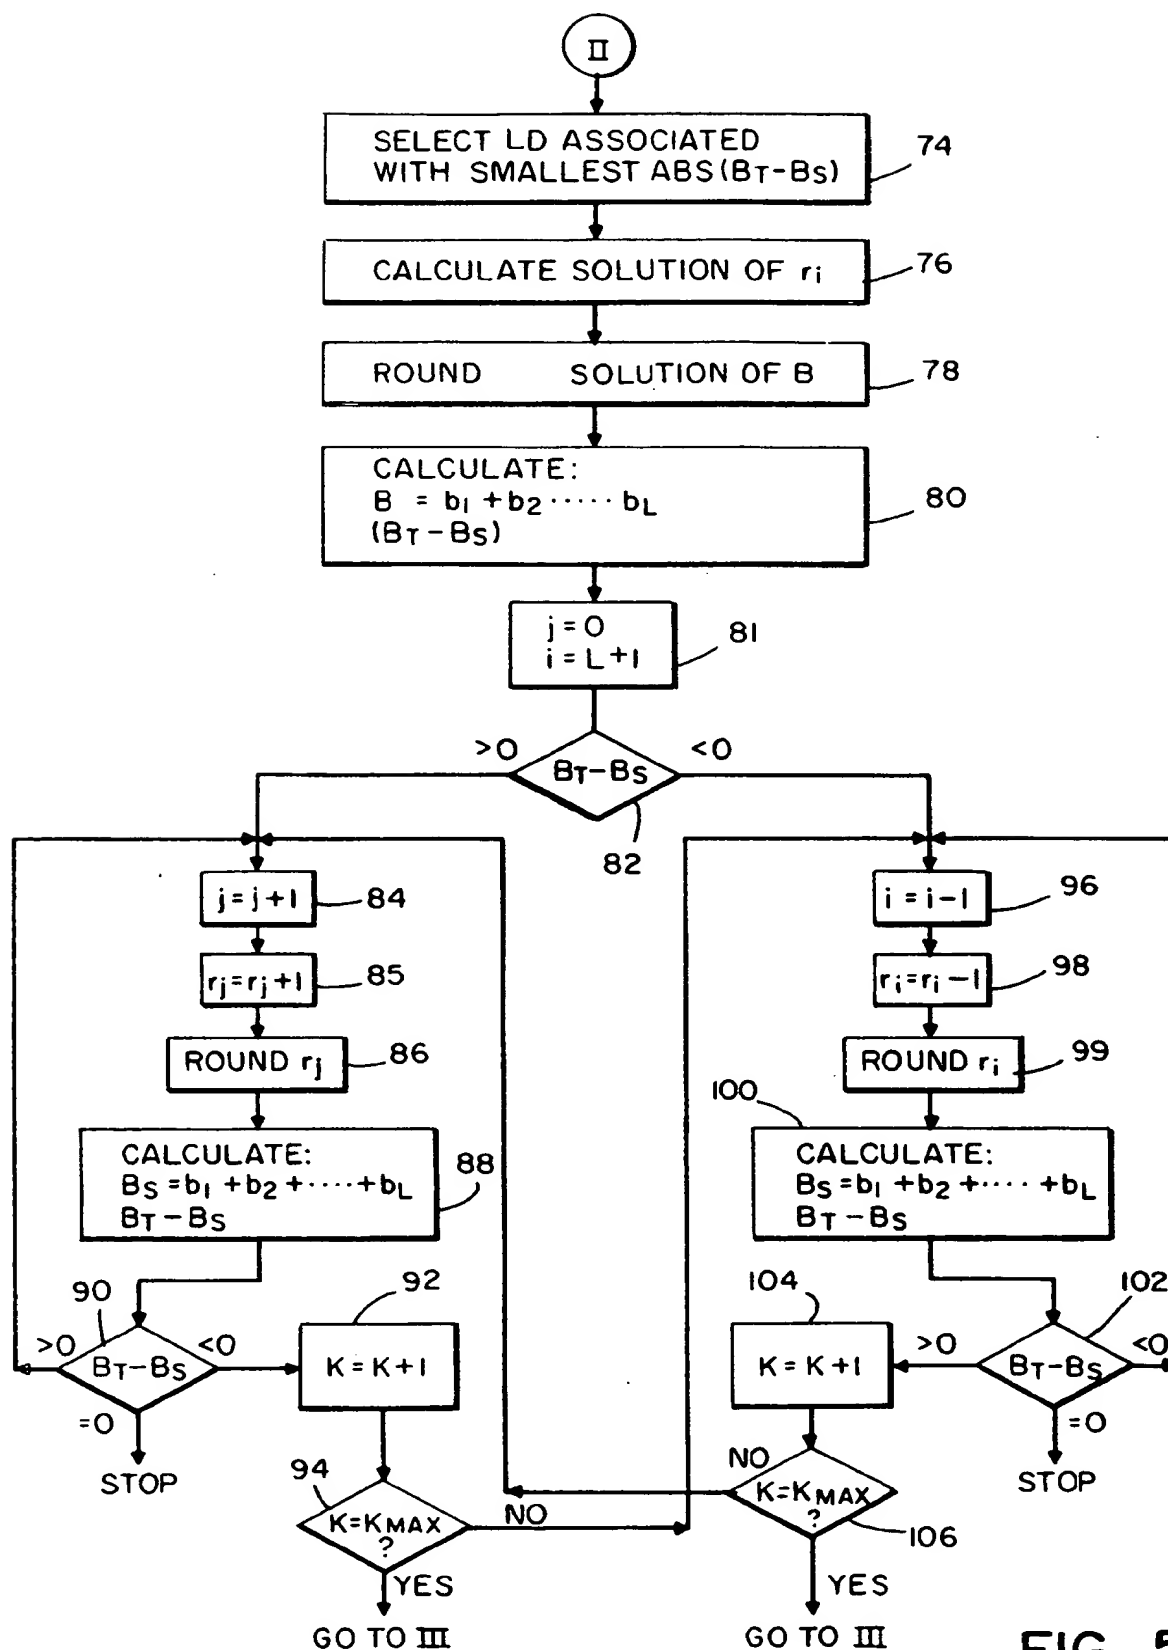 II
SELECT LD ASSOCIATED
WITH SMALLEST ABS(BT-BS)
74
CALCULATE SOLUTION OF ri
76
ROUND SOLUTION OF B
78
CALCULATE:
B = b1+b2·····bL
(BT-BS)
80
j=0
i=L+1
81
>0
<0
BT-BS
82
j=j+1
84
rj=rj+1
85
ROUND rj
86
CALCULATE:
BS=b1+b2+····+bL
BT-BS
88
90
>0
<0
BT-BS
=0
STOP
92
K=K+1
94
K=KMAX
?
NO
YES
GO TO III
i=i-1
96
ri=ri-1
98
ROUND ri
99
100
CALCULATE:
BS=b1+b2+····+bL
BT-BS
102
>0
<0
BT-BS
=0
STOP
104
K=K+1
NO
K=KMAX
?
106
YES
GO TO III